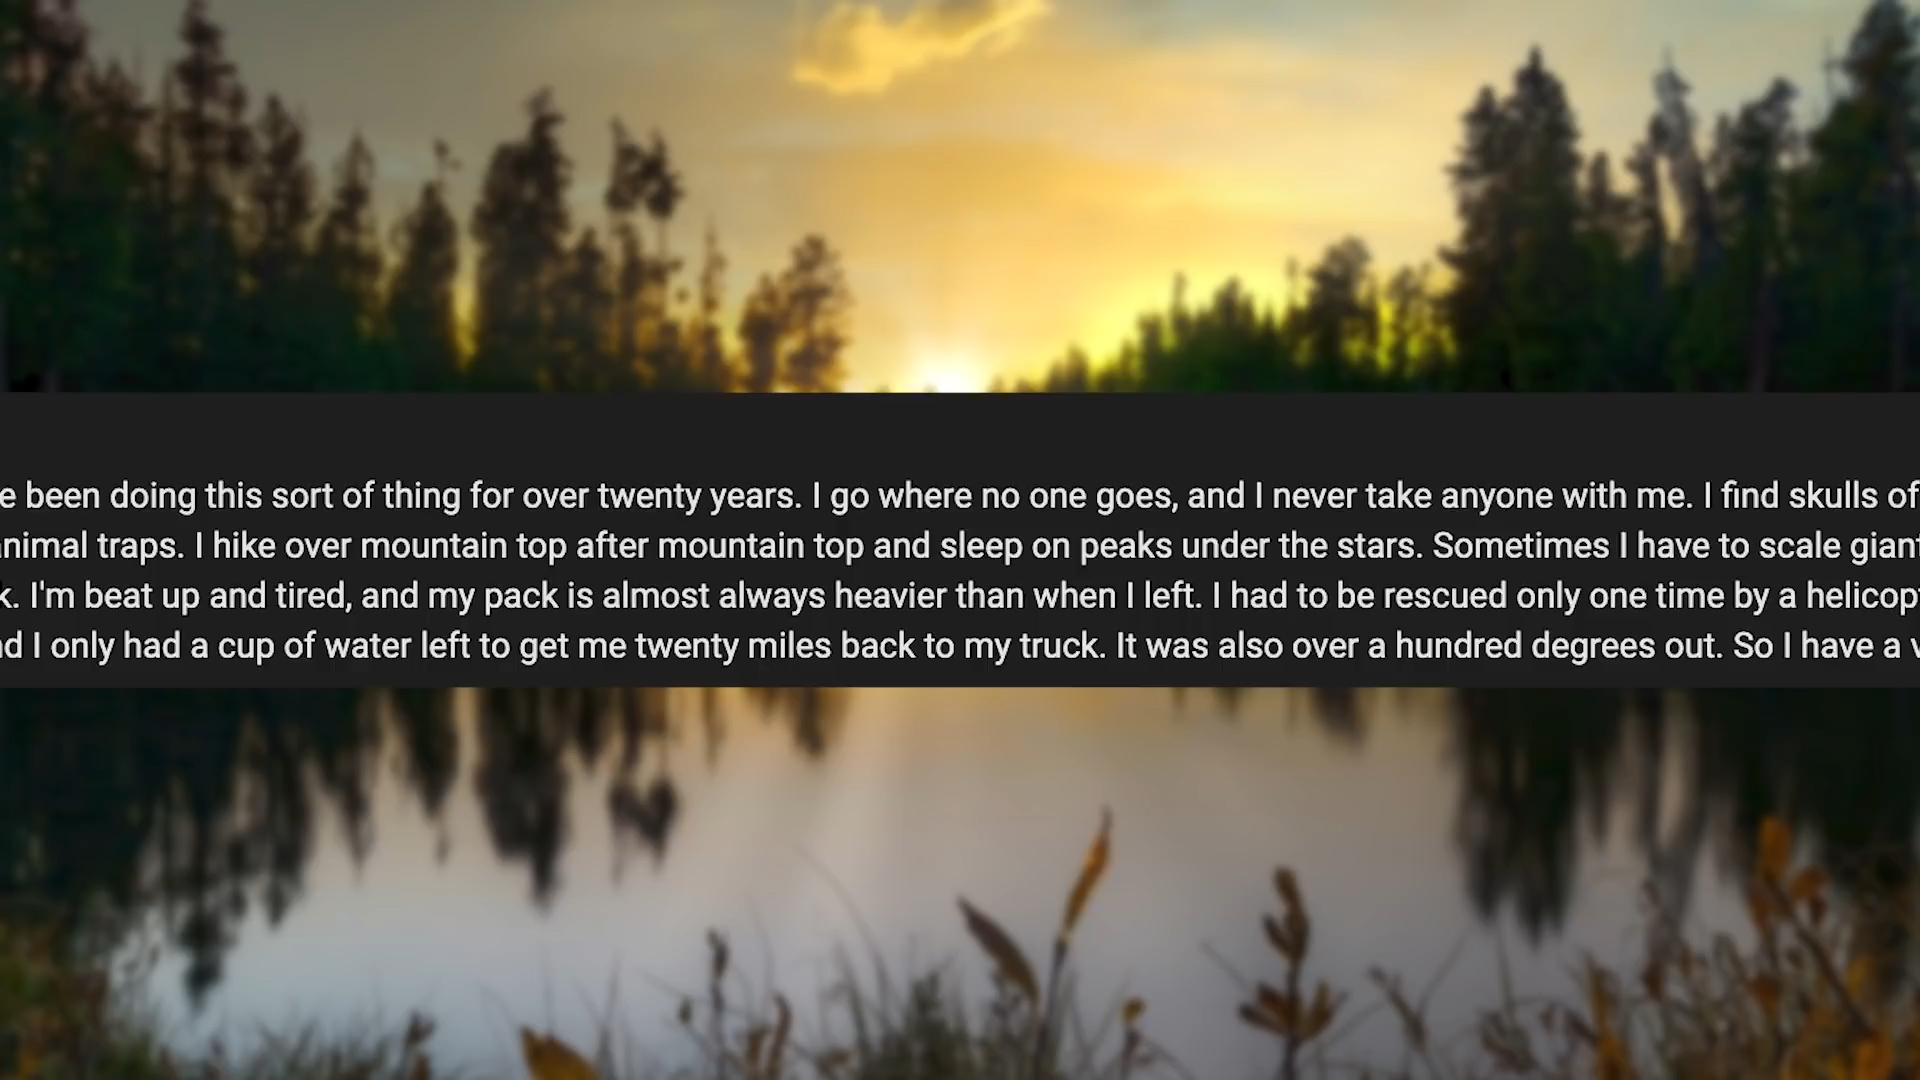 e been doing this sort of thing for over twenty years. I go where no one goes, and I never take anyone with me. I find skulls of
animal traps. I hike over mountain top after mountain top and sleep on peaks under the stars. Sometimes I have to scale giant
k. I'm beat up and tired, and my pack is almost always heavier than when I left. I had to be rescued only one time by a helicop
nd I only had a cup of water left to get me twenty miles back to my truck. It was also over a hundred degrees out. So I have a v